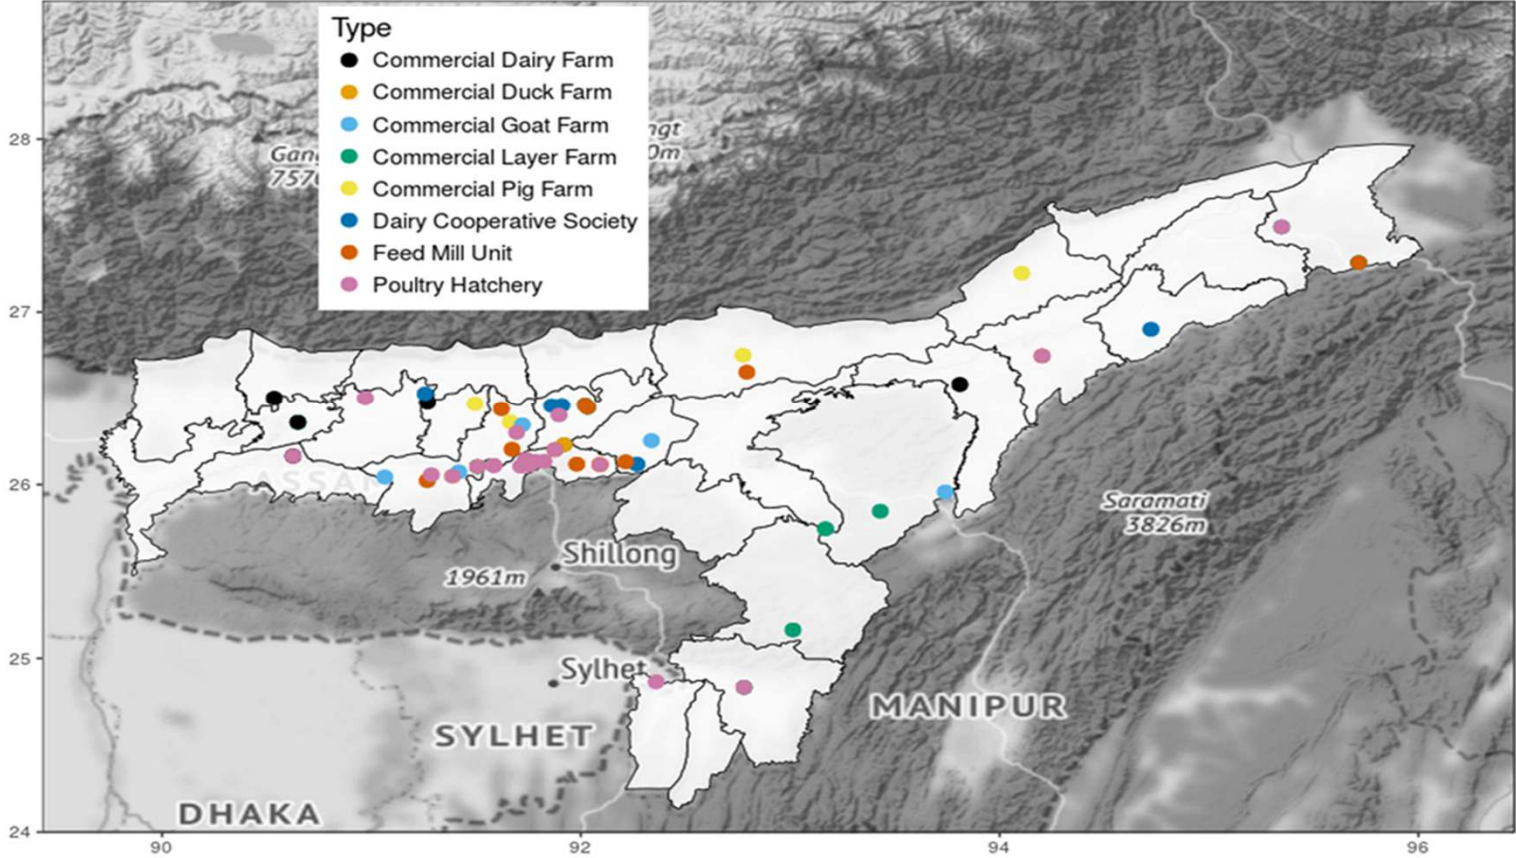 Type
Commercial Dairy Farm
Commercial Duck Farm
Commercial Goat Farm
Commercial Layer Farm
Commercial Pig Farm
Dairy Cooperative Society
Feed Mill Unit
Poultry Hatchery
28
27
26
25
24
90
92
94
96
ASSAM
Saramati
3826m
Shillong
1961m
Sylhet
SYLHET
MANIPUR
DHAKA